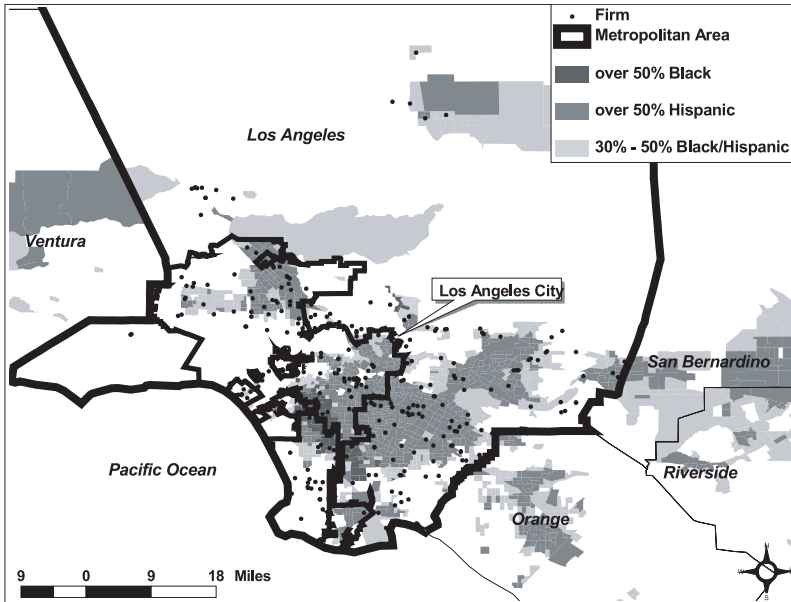 Firm
Metropolitan Area
over 50% Black
over 50% Hispanic
30% - 50% Black/Hispanic
Los Angeles
Ventura
Los Angeles City
San Bernardino
Pacific Ocean
Riverside
Orange
9 0 9 18 Miles
N
W E
S